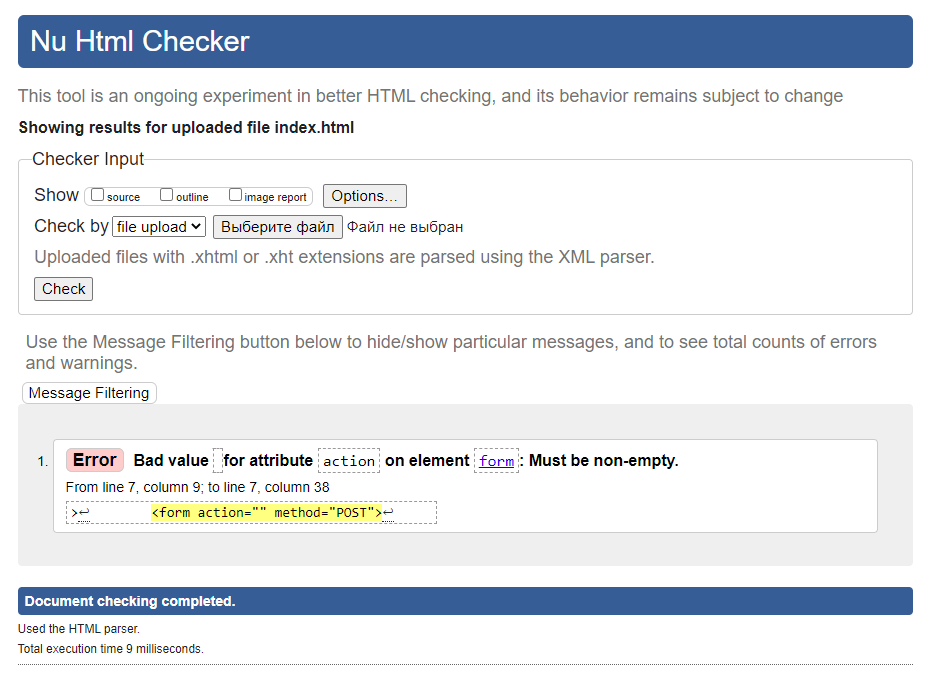 Nu Html Checker
This tool is an ongoing experiment in better HTML checking, and its behavior remains subject to change
Showing results for uploaded file index.html
Checker Input
Show source outline image report Options...
Check by file upload Выберите файл Файл не выбран
Uploaded files with .xhtml or .xht extensions are parsed using the XML parser.
Check
Use the Message Filtering button below to hide/show particular messages, and to see total counts of errors
and warnings.
Message Filtering
1. Error Bad value for attribute action on element form: Must be non-empty.
From line 7, column 9; to line 7, column 38
>↩ <form action="" method="POST">↩
Document checking completed.
Used the HTML parser.
Total execution time 9 milliseconds.